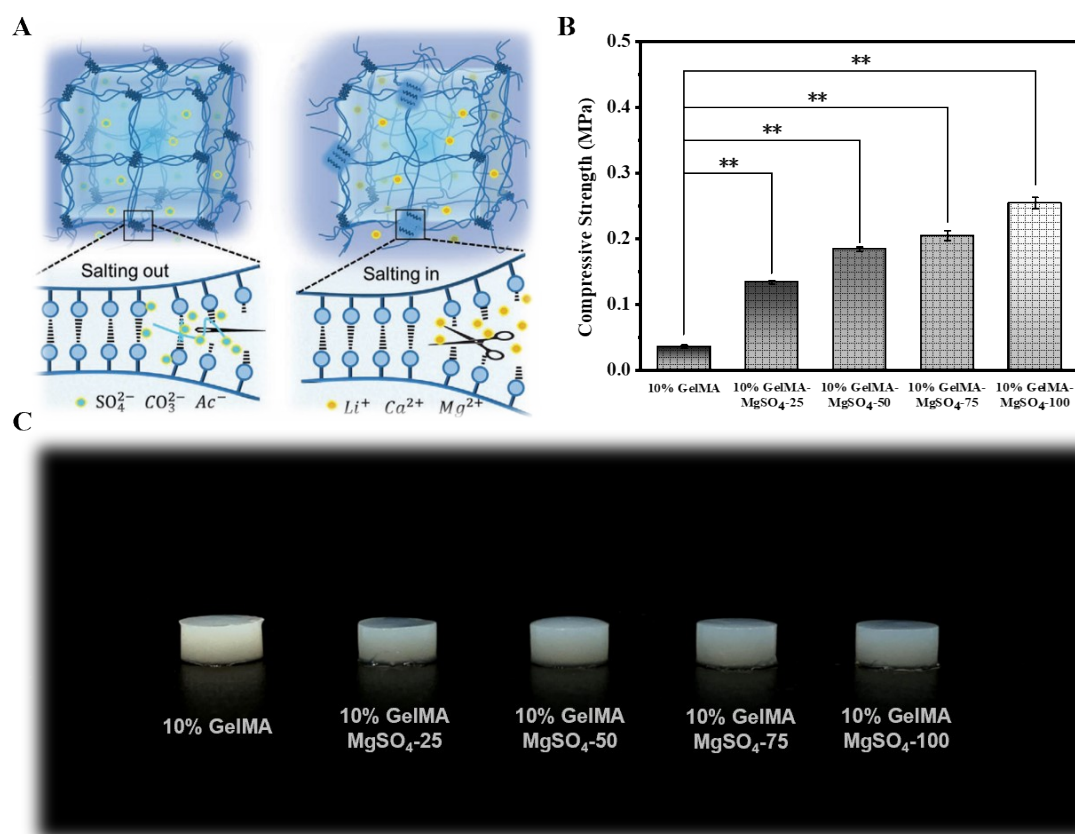 A
Salting out
SO₄²⁻ CO₃²⁻ Ac⁻
Salting in
Li⁺ Ca²⁺ Mg²⁺
B
0.5
0.4
0.3
0.2
0.1
0.0
Compressive Strength (MPa)
**
**
**
**
10% GelMA
10% GelMA-
MgSO₄-25
10% GelMA-
MgSO₄-50
10% GelMA-
MgSO₄-75
10% GelMA-
MgSO₄-100
C
10% GelMA
10% GelMA
MgSO₄-25
10% GelMA
MgSO₄-50
10% GelMA
MgSO₄-75
10% GelMA
MgSO₄-100